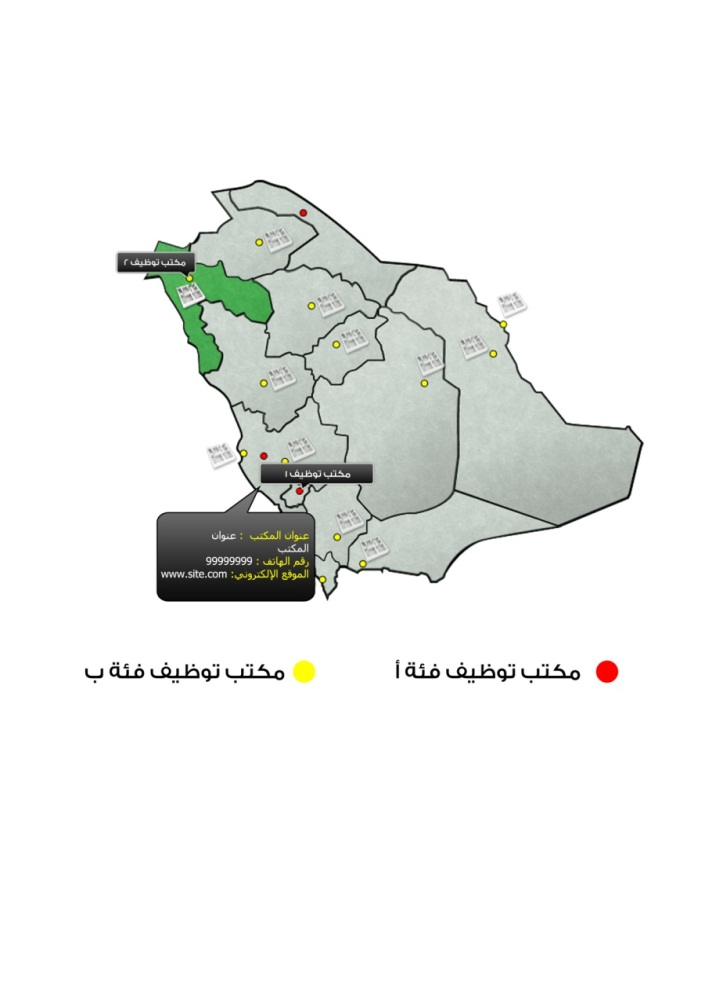 مكتب توظيف ٢
مكتب توظيف ١
عنوان المكتب : عنوان
المكتب
رقم الهاتف : 99999999
الموقع الإلكتروني: www.site.com
مكتب توظيف فئة أ
مكتب توظيف فئة ب